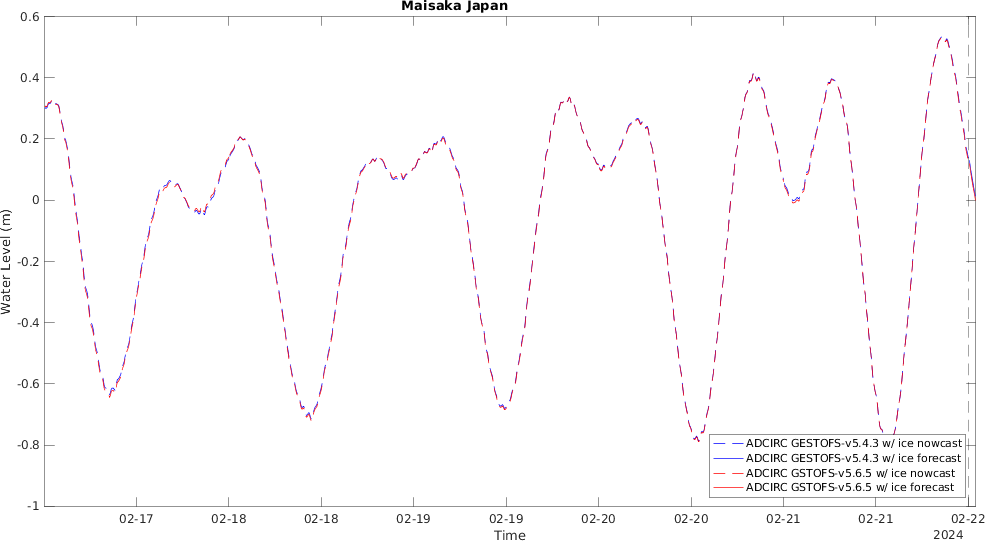 Maisaka Japan
0.6
0.4
0.2
0
-0.2
-0.4
-0.6
-0.8
-1
Water Level (m)
ADCIRC GESTOFS-v5.4.3 w/ ice nowcast
ADCIRC GESTOFS-v5.4.3 w/ ice forecast
ADCIRC GSTOFS-v5.6.5 w/ ice nowcast
ADCIRC GSTOFS-v5.6.5 w/ ice forecast
02-17 02-18 02-18 02-19 02-19 02-20 02-20 02-21 02-21 02-22
Time
2024